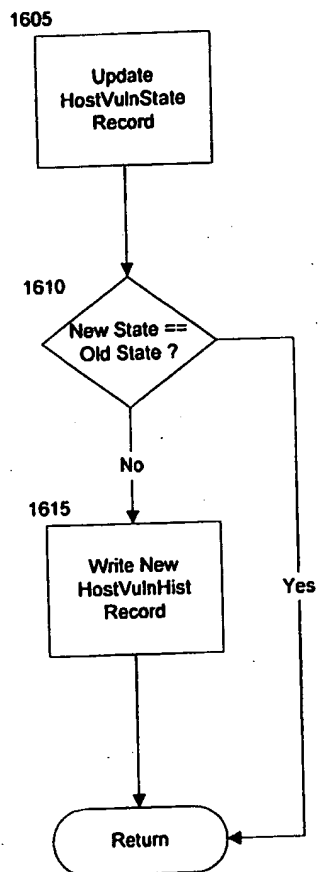 1605
Update
HostVulnState
Record
1610
New State ==
Old State ?
No
1615
Write New
HostVulnHist
Record
Yes
Return